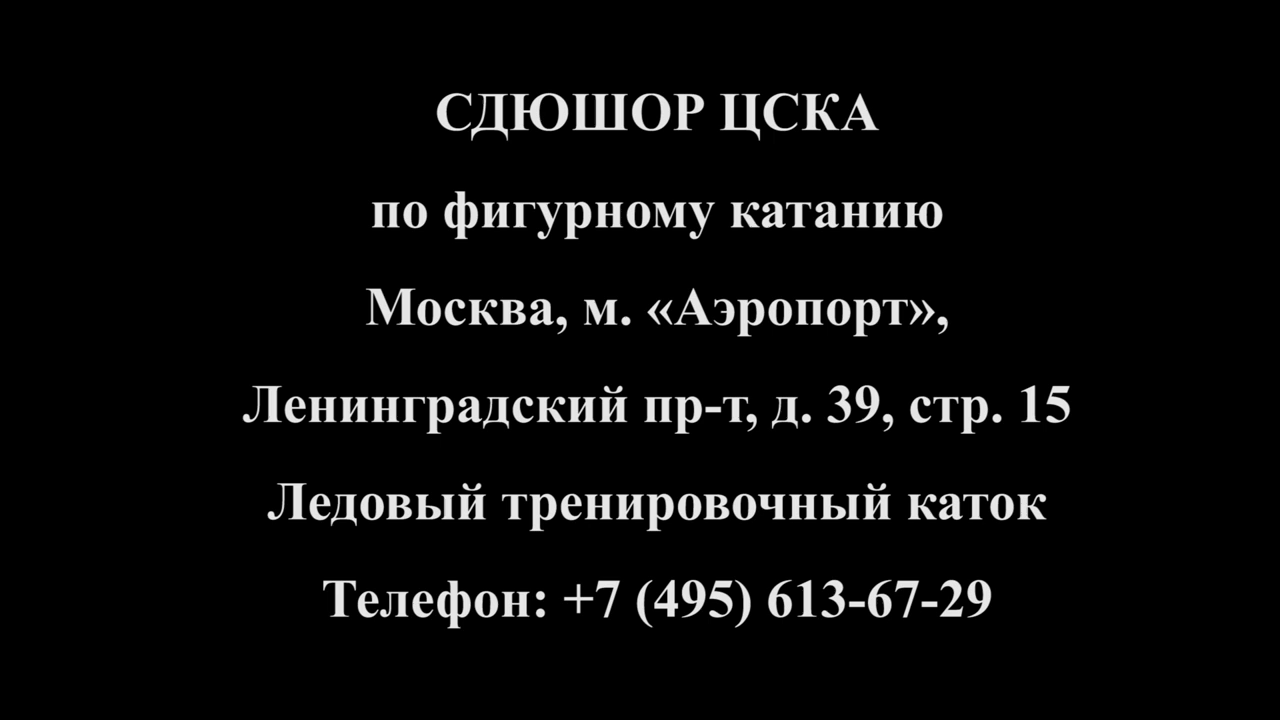 СДЮШОР ЦСКА
по фигурному катанию
Москва, м. «Аэропорт»,
Ленинградский пр-т, д. 39, стр. 15
Ледовый тренировочный каток
Телефон: +7 (495) 613-67-29